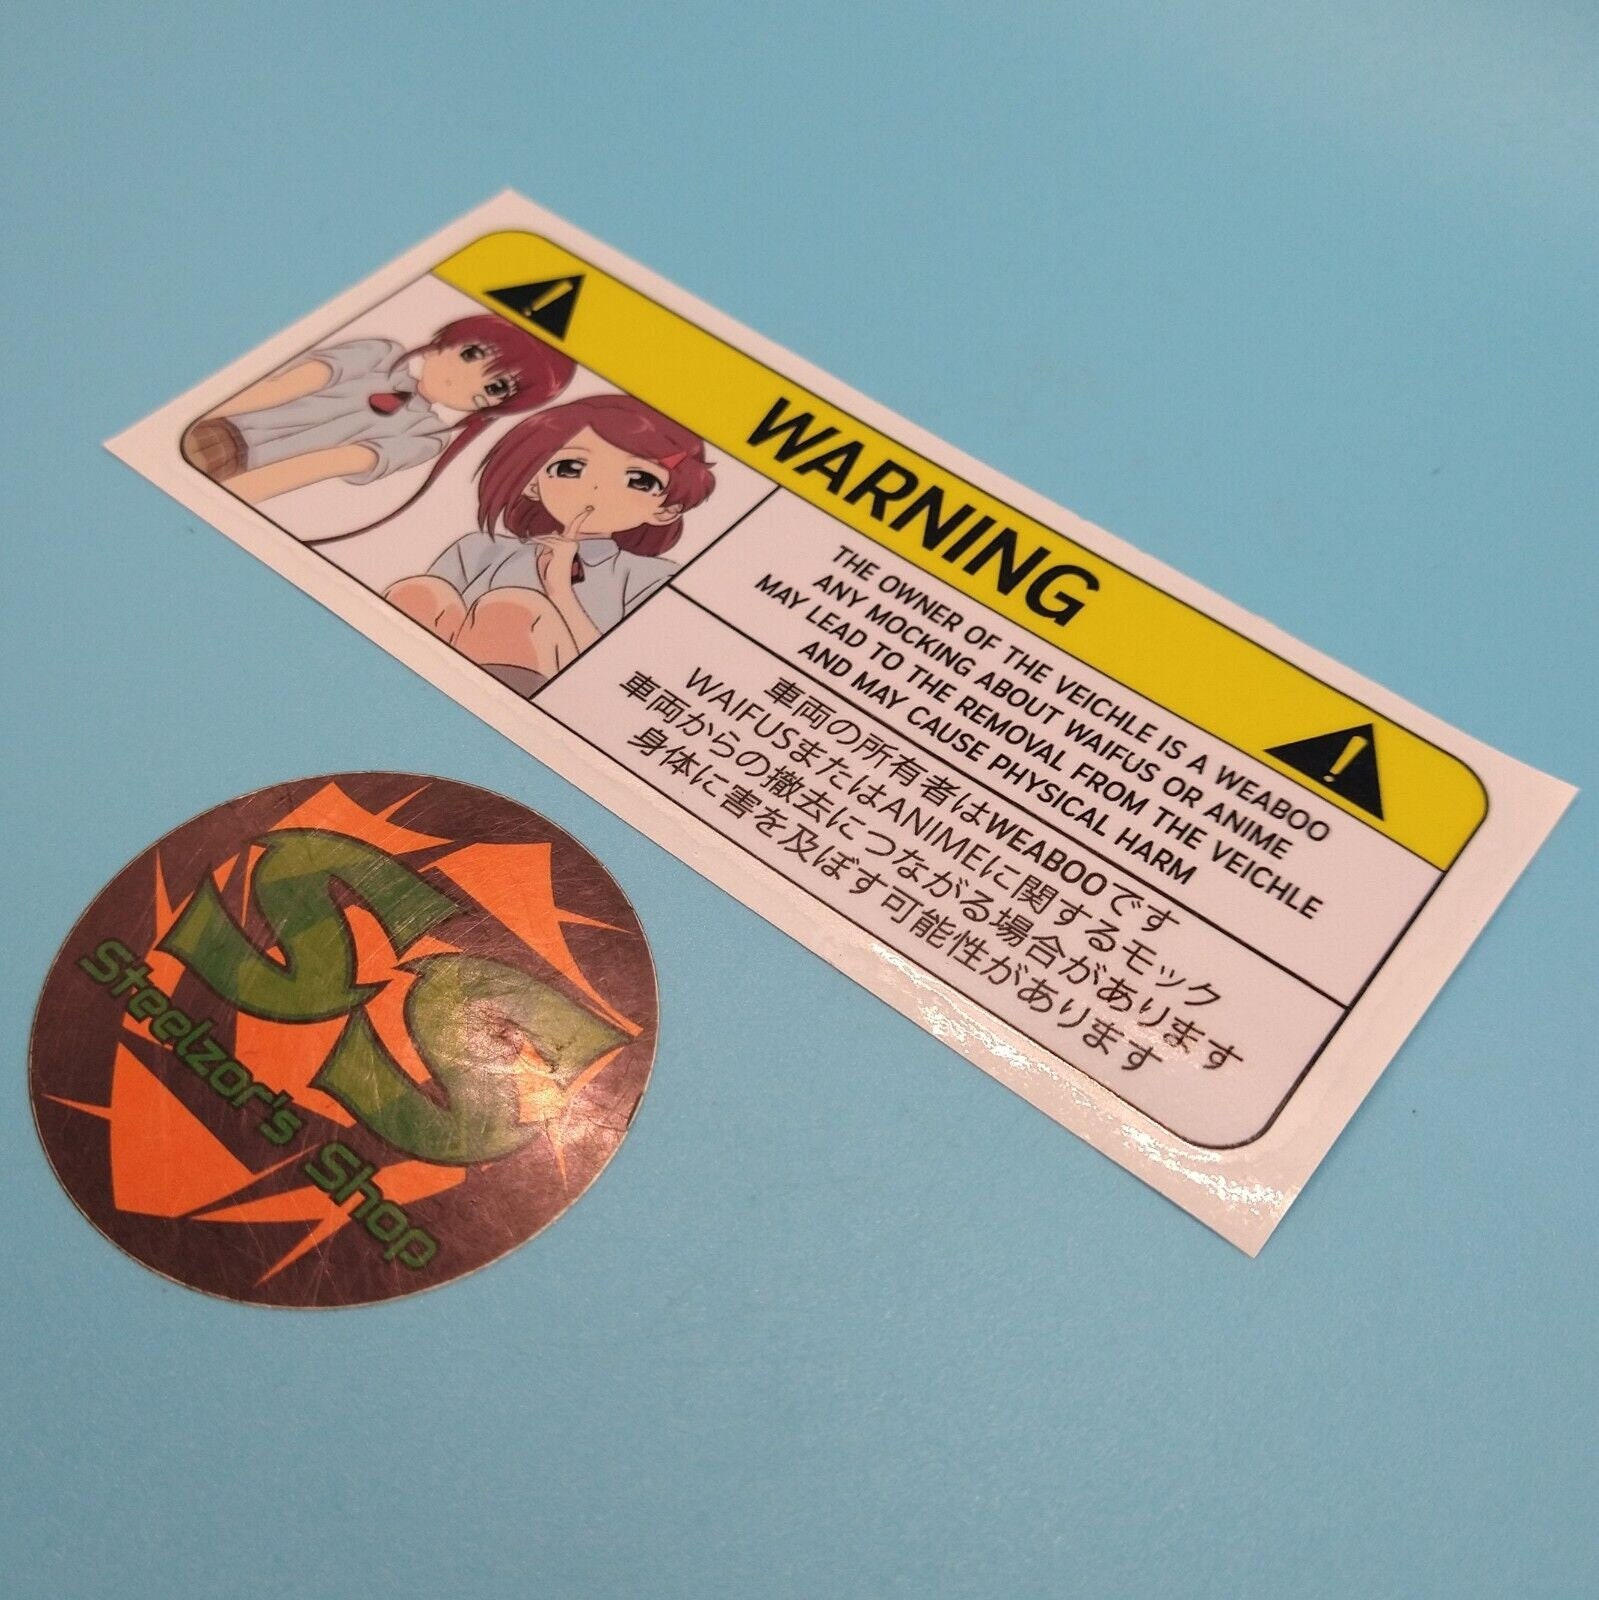 WARNING
THE OWNER OF THE VEICHLE IS A WEABOO
ANY MOCKING ABOUT WAIFUS OR ANIME
MAY LEAD TO THE REMOVAL FROM THE VEICHLE
AND MAY CAUSE PHYSICAL HARM
車両の所有者はWEABOOです
WAIFUSまたはANIMEに関するモック
車両からの撤去につながる場合があります
身体に害を及ぼす可能性があります
SS
Steelzor's Shop